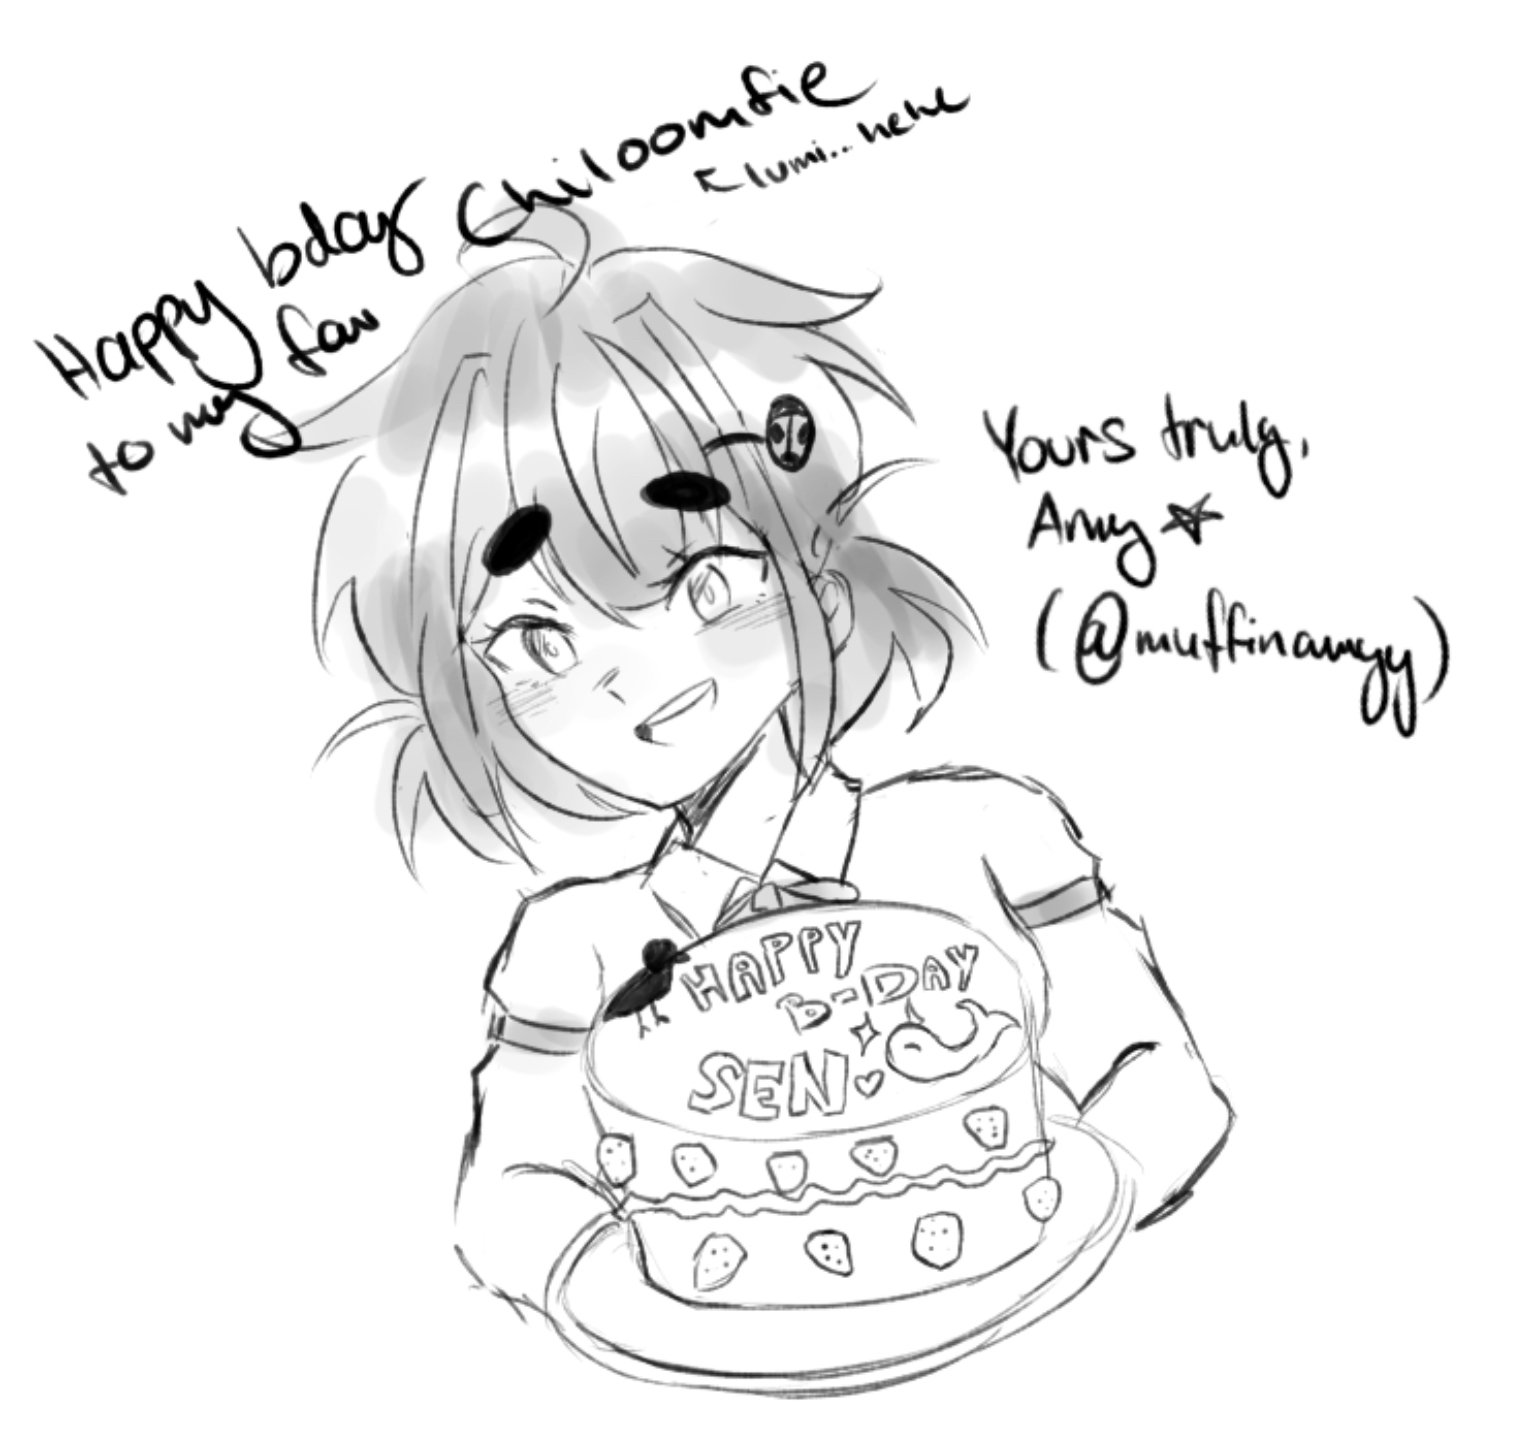 Happy bday Chiloomfie
to my fav
↖ lumi.. hehe
Yours truly,
Amy ☆
(@muffinamyy)
HAPPY
B-DAY
SEN